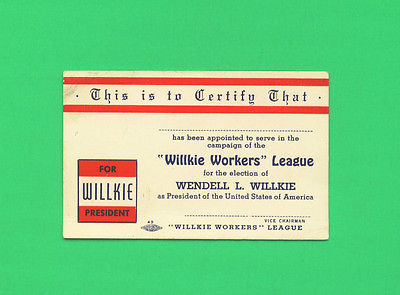 · This is to Certify That ·
has been appointed to serve in the
campaign of the
"Willkie Workers" League
for the election of
WENDELL L. WILLKIE
as President of the United States of America
FOR
WILLKIE
PRESIDENT
VICE CHAIRMAN
"WILLKIE WORKERS" LEAGUE